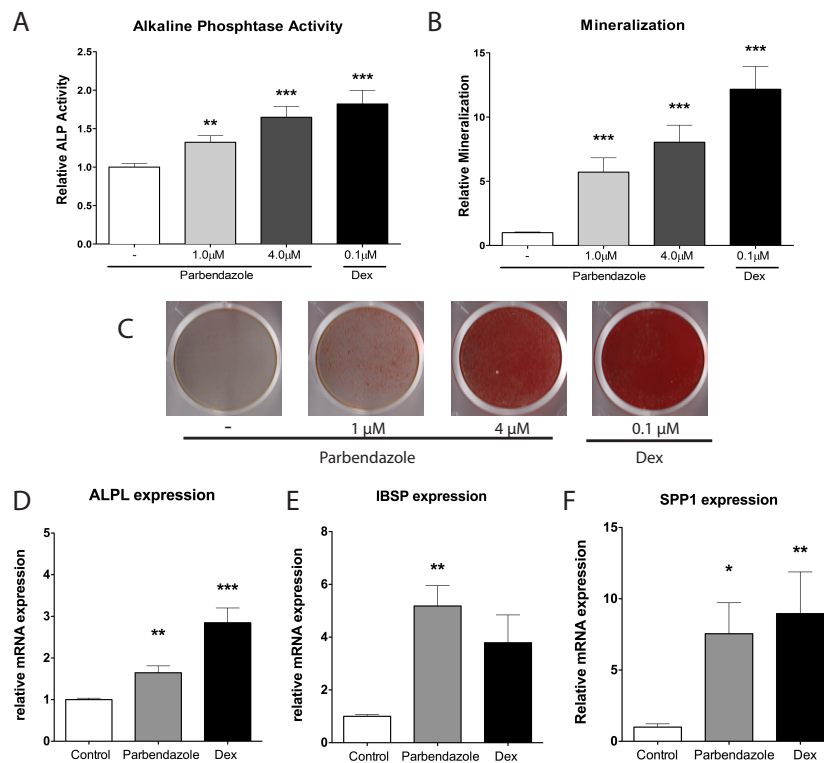 A
Alkaline Phosphtase Activity
Relative ALP Activity
2.5
2.0
1.5
1.0
0.5
0.0
**
***
***
-
1.0µM
4.0µM
0.1µM
Parbendazole
Dex
B
Mineralization
Relative Mineralization
15
10
5
0
***
***
***
-
1.0µM
4.0µM
0.1µM
Parbendazole
Dex
C
-
1 µM
4 µM
0.1 µM
Parbendazole
Dex
D
ALPL expression
relative mRNA expression
5
4
3
2
1
0
**
***
Control
Parbendazole
Dex
E
IBSP expression
relative mRNA expression
8
6
4
2
0
**
Control
Parbendazole
Dex
F
SPP1 expression
Relative mRNA expression
15
10
5
0
*
**
Control
Parbendazole
Dex